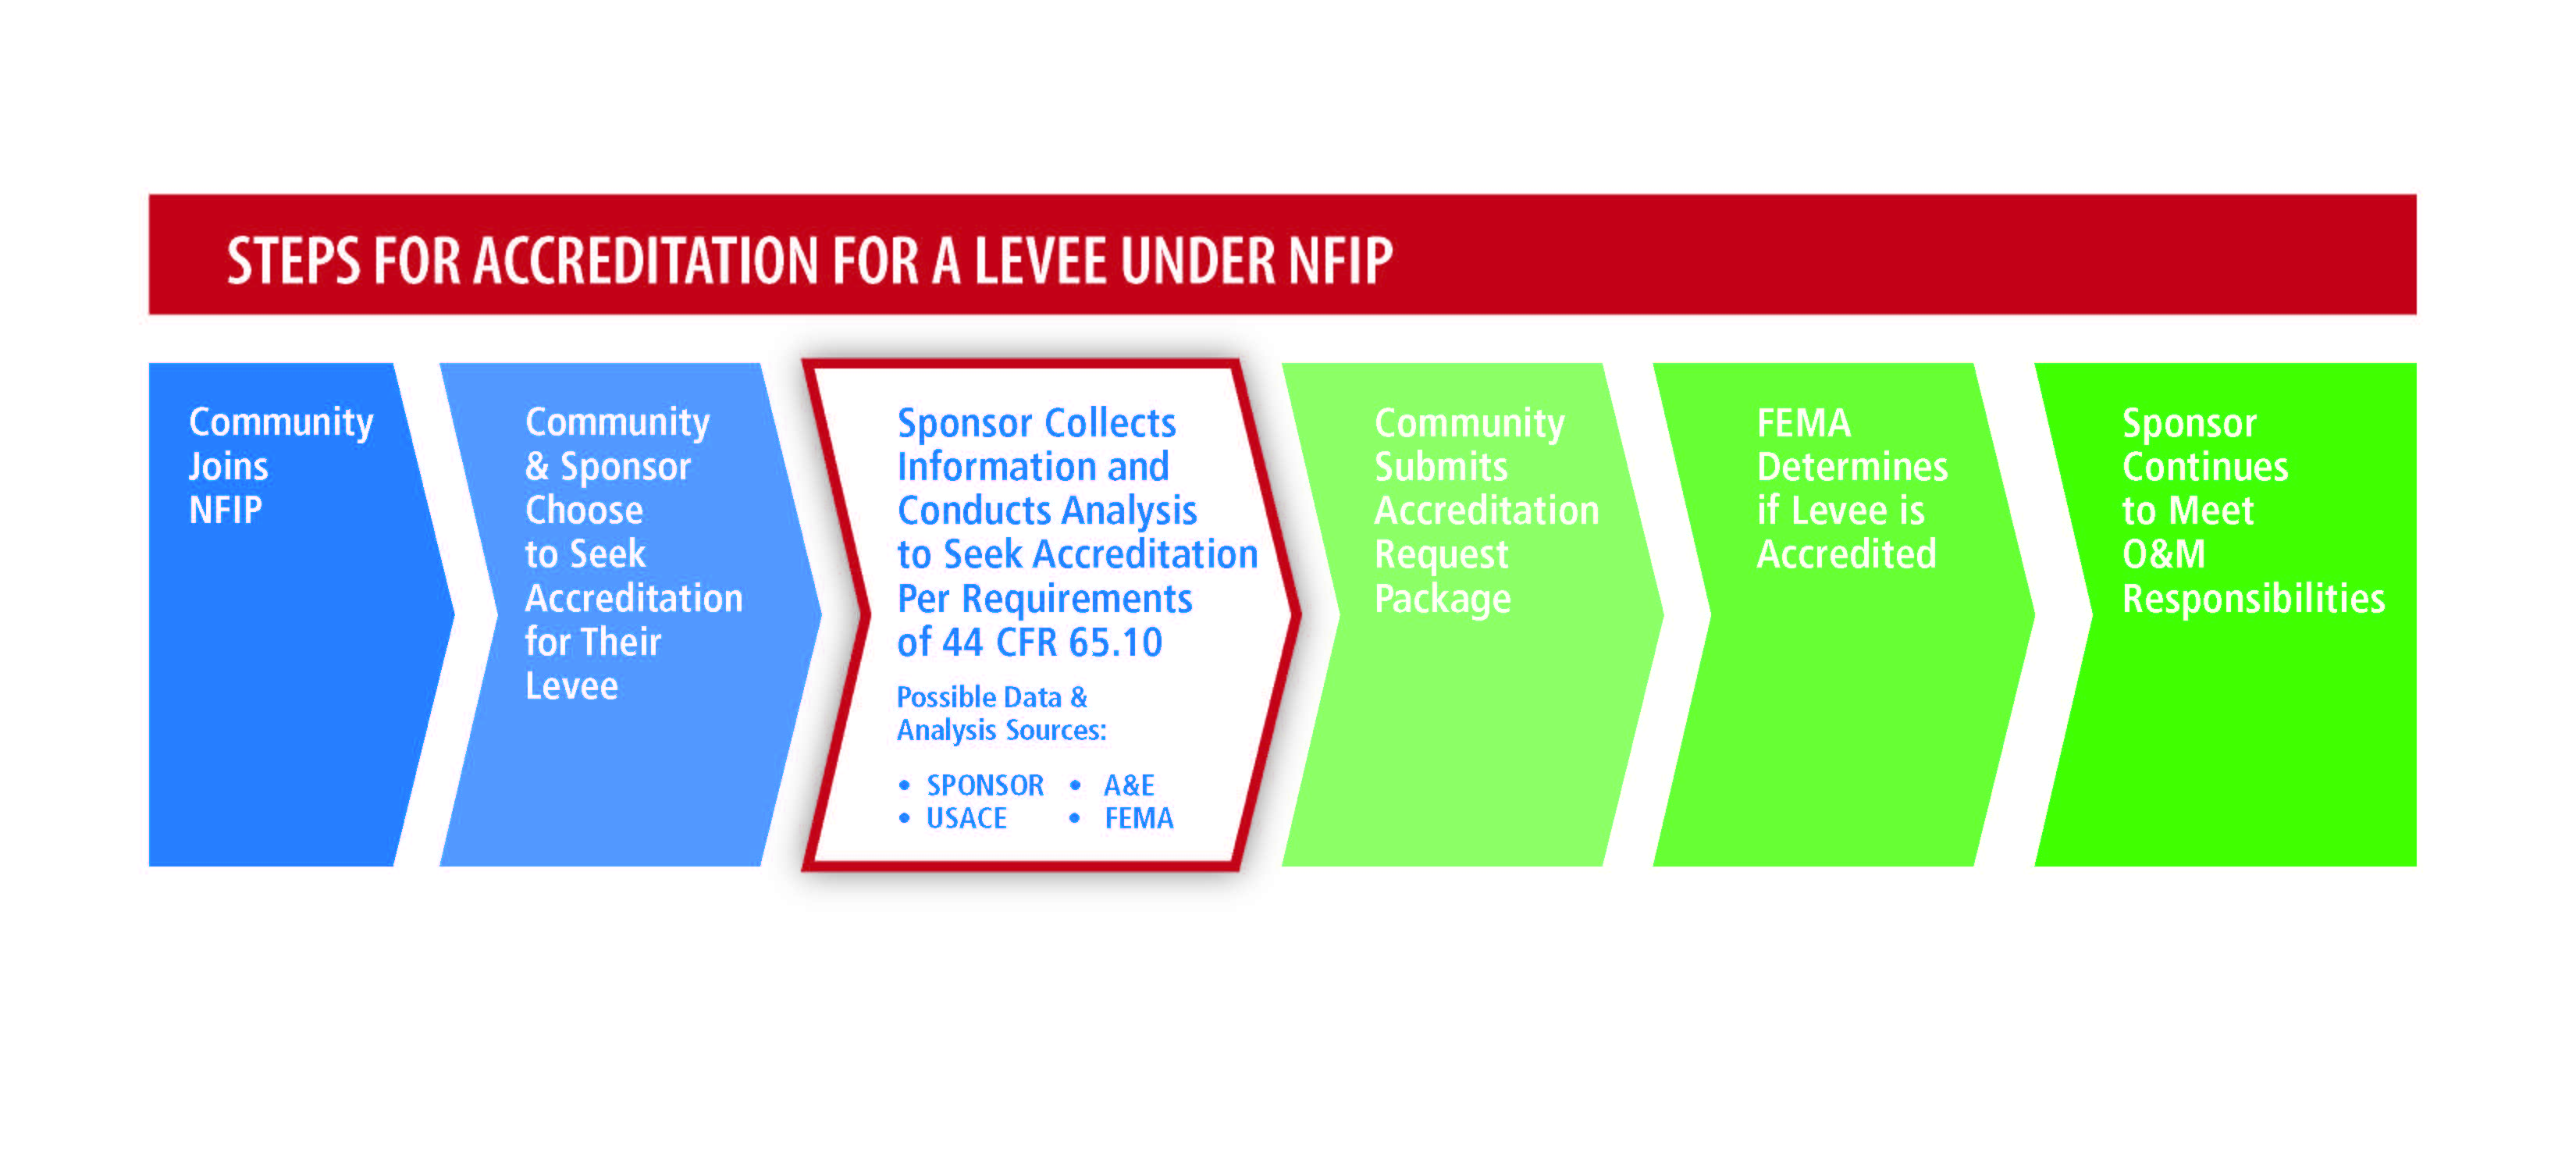 STEPS FOR ACCREDITATION FOR A LEVEE UNDER NFIP
Community
Joins
NFIP
Community
& Sponsor
Choose
to Seek
Accreditation
for Their
Levee
Sponsor Collects
Information and
Conducts Analysis
to Seek Accreditation
Per Requirements
of 44 CFR 65.10
Possible Data &
Analysis Sources:
• SPONSOR • A&E
• USACE • FEMA
Community
Submits
Accreditation
Request
Package
FEMA
Determines
if Levee is
Accredited
Sponsor
Continues
to Meet
O&M
Responsibilities